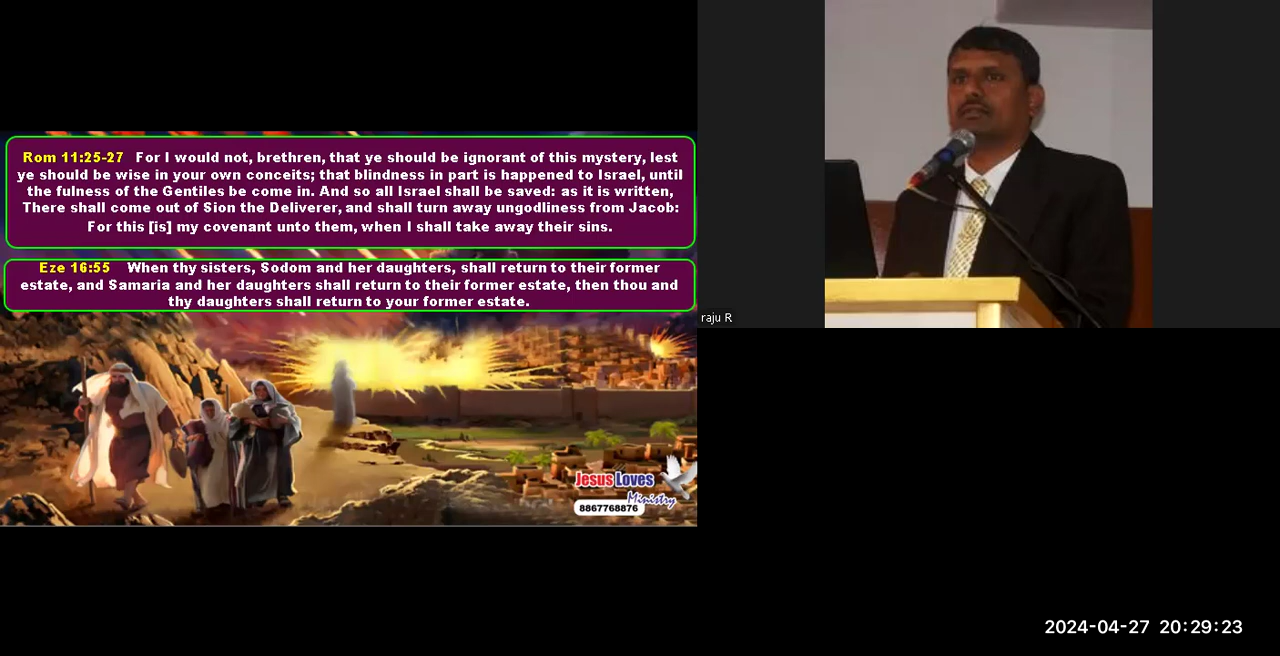 Rom 11:25-27 For I would not, brethren, that ye should be ignorant of this mystery, lest
ye should be wise in your own conceits; that blindness in part is happened to Israel, until
the fulness of the Gentiles be come in. And so all Israel shall be saved: as it is written,
There shall come out of Sion the Deliverer, and shall turn away ungodliness from Jacob:
For this [is] my covenant unto them, when I shall take away their sins.
Eze 16:55 When thy sisters, Sodom and her daughters, shall return to their former
estate, and Samaria and her daughters shall return to their former estate, then thou and
thy daughters shall return to your former estate.
Jesus Loves
Ministry
8867768876
raju R
2024-04-27 20:29:23